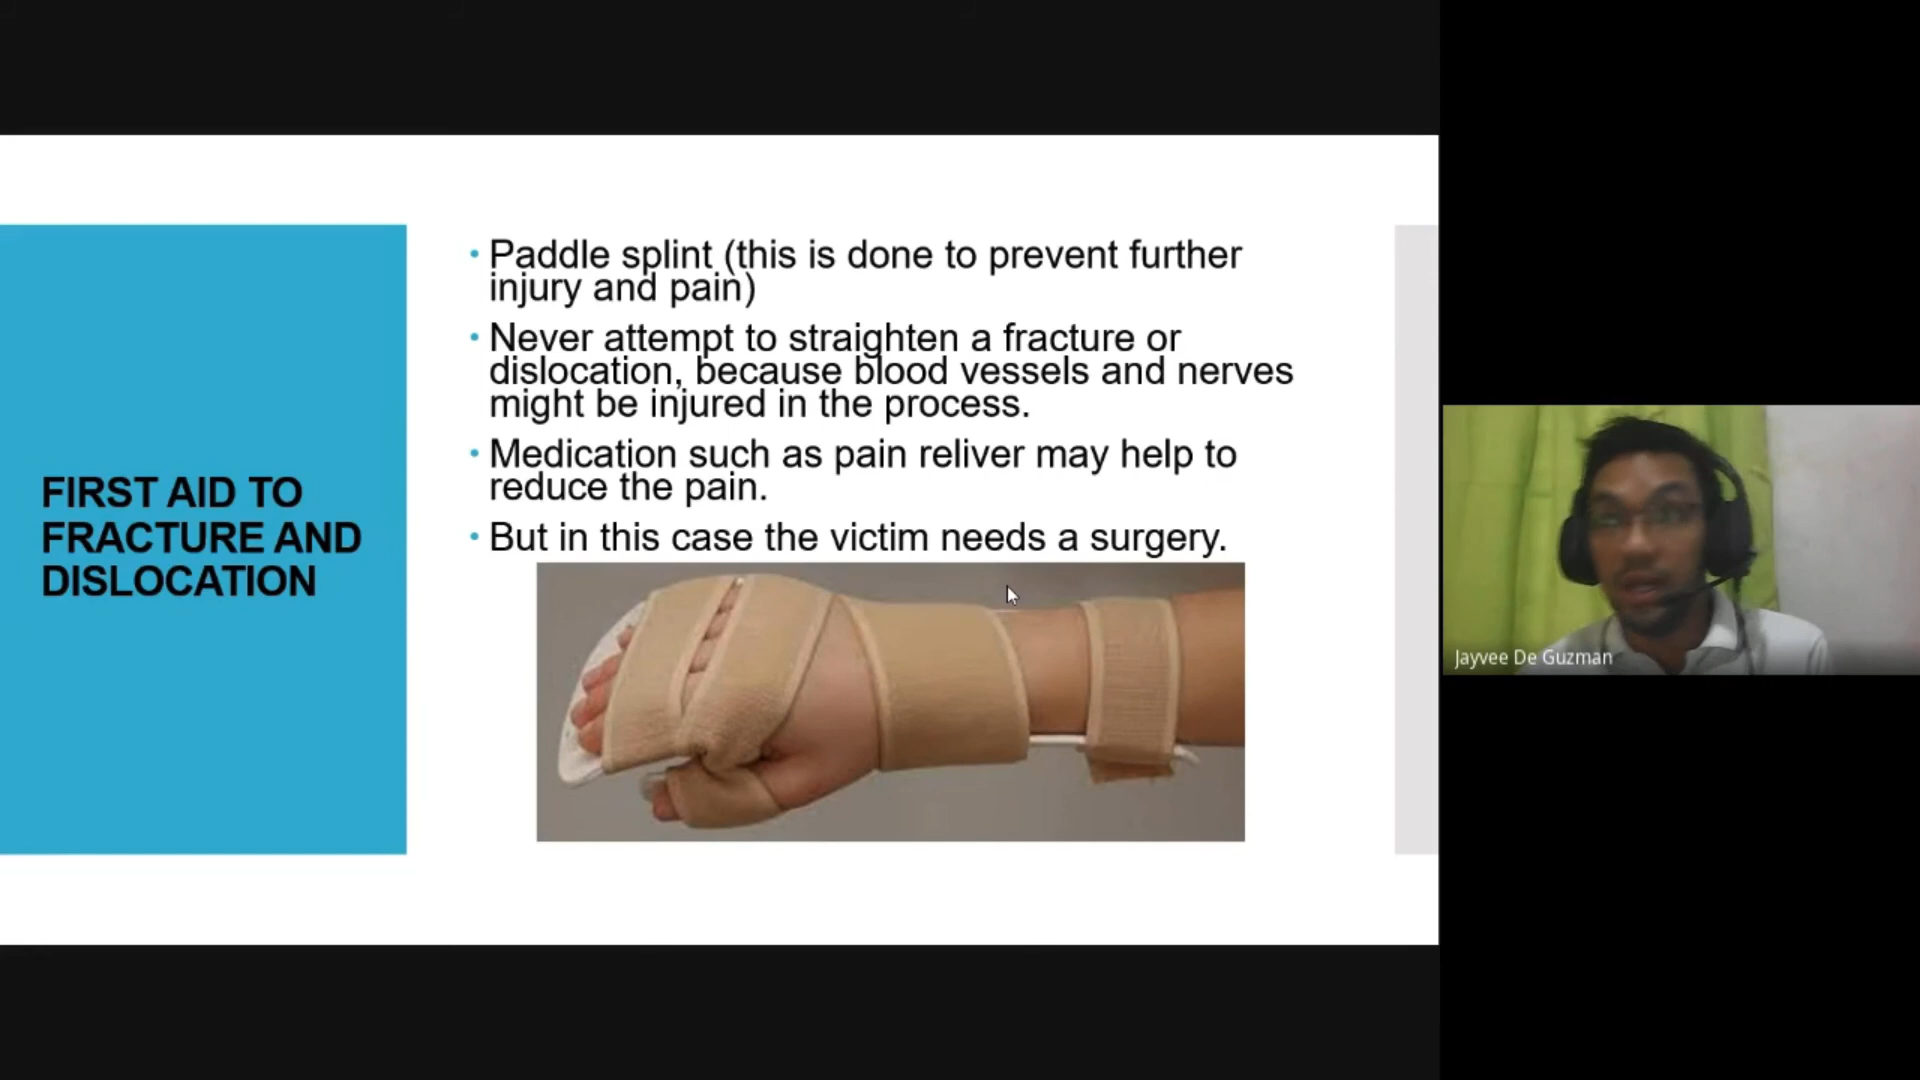 FIRST AID TO
FRACTURE AND
DISLOCATION
• Paddle splint (this is done to prevent further
injury and pain)
• Never attempt to straighten a fracture or
dislocation, because blood vessels and nerves
might be injured in the process.
• Medication such as pain reliver may help to
reduce the pain.
• But in this case the victim needs a surgery.
Jayvee De Guzman